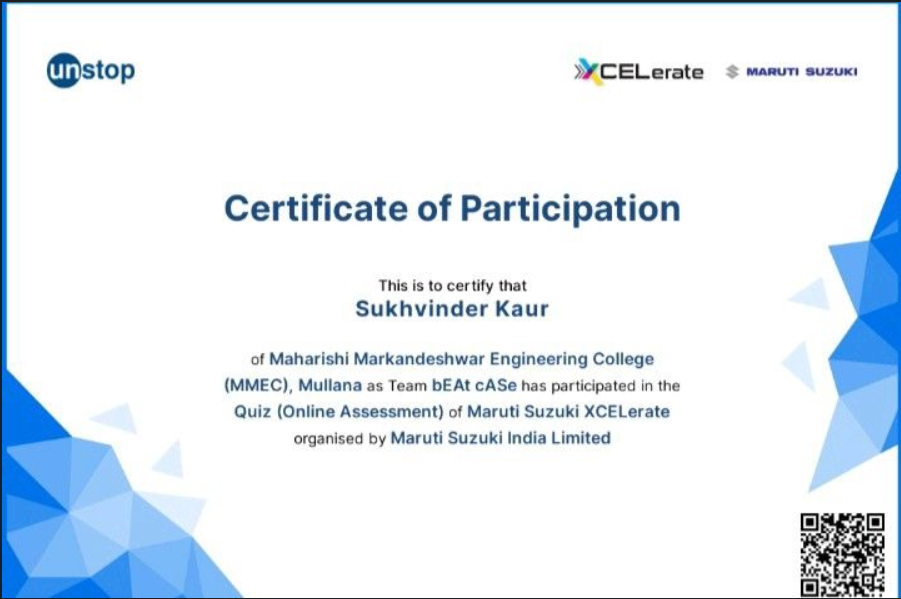 unstop
XCELerate
MARUTI SUZUKI
Certificate of Participation
This is to certify that
Sukhvinder Kaur
of Maharishi Markandeshwar Engineering College
(MMEC), Mullana as Team bEAt cASe has participated in the
Quiz (Online Assessment) of Maruti Suzuki XCELerate
organised by Maruti Suzuki India Limited